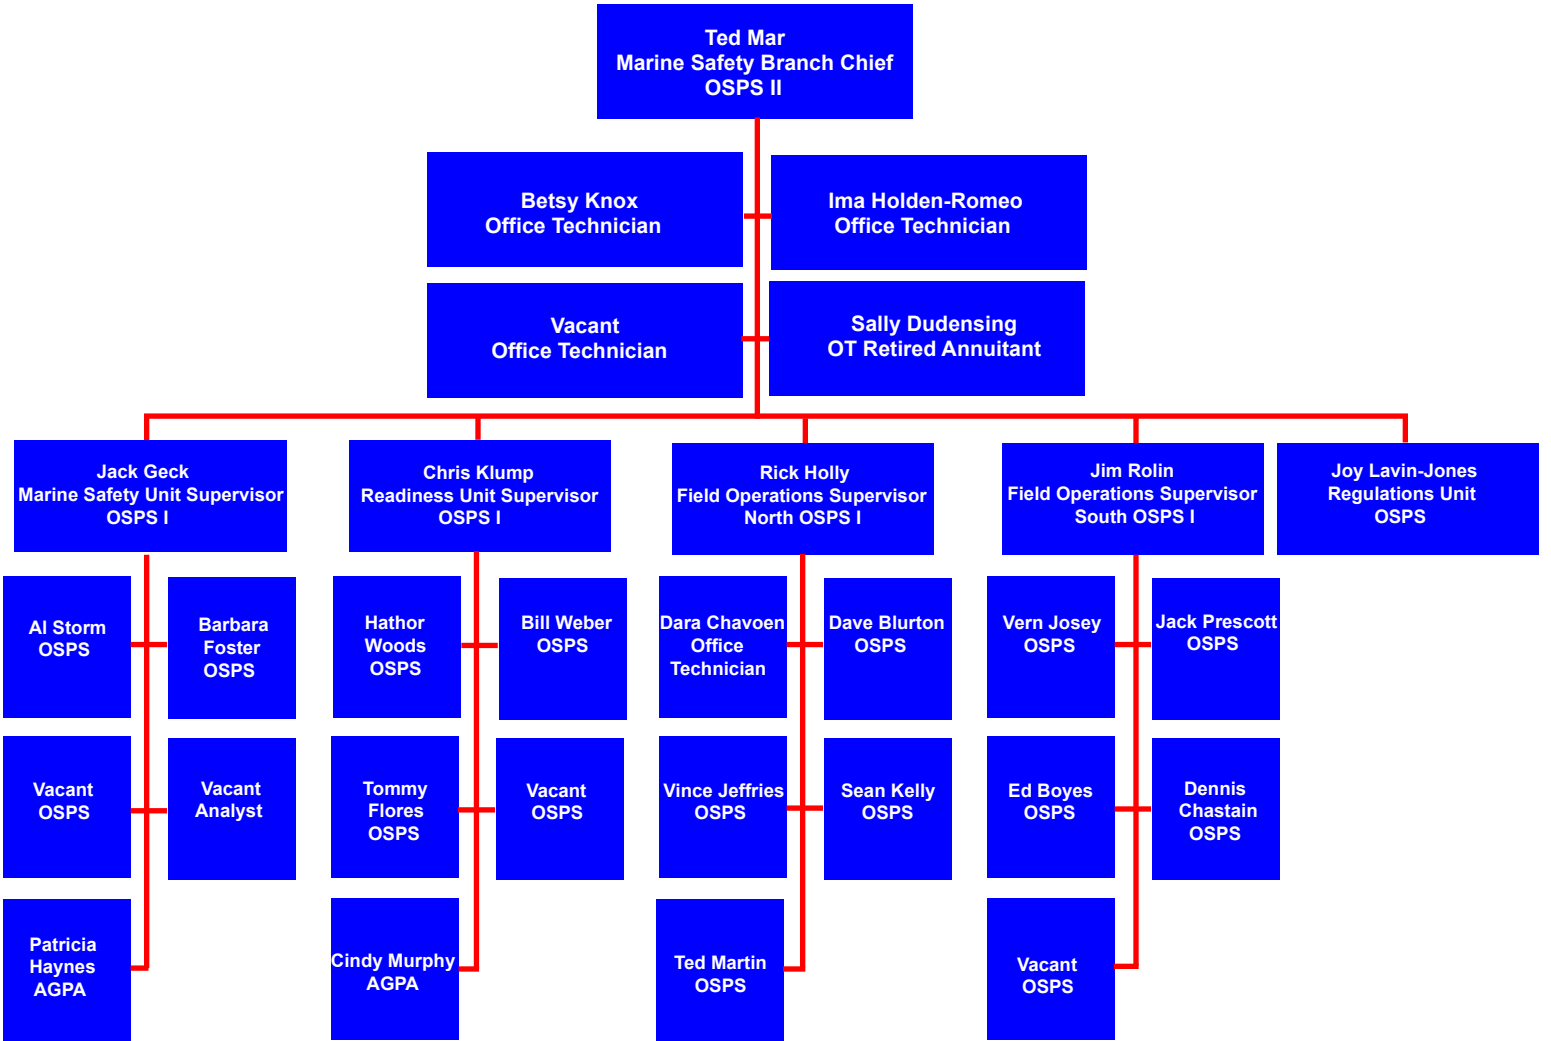 Ted Mar
Marine Safety Branch Chief
OSPS II
Betsy Knox
Office Technician
Ima Holden-Romeo
Office Technician
Vacant
Office Technician
Sally Dudensing
OT Retired Annuitant
Jack Geck
Marine Safety Unit Supervisor
OSPS I
Chris Klump
Readiness Unit Supervisor
OSPS I
Rick Holly
Field Operations Supervisor
North OSPS I
Jim Rolin
Field Operations Supervisor
South OSPS I
Joy Lavin-Jones
Regulations Unit
OSPS
Al Storm
OSPS
Barbara
Foster
OSPS
Hathor
Woods
OSPS
Bill Weber
OSPS
Dara Chavoen
Office
Technician
Dave Blurton
OSPS
Vern Josey
OSPS
Jack Prescott
OSPS
Vacant
OSPS
Vacant
Analyst
Tommy
Flores
OSPS
Vacant
OSPS
Vince Jeffries
OSPS
Sean Kelly
OSPS
Ed Boyes
OSPS
Dennis
Chastain
OSPS
Patricia
Haynes
AGPA
Cindy Murphy
AGPA
Ted Martin
OSPS
Vacant
OSPS